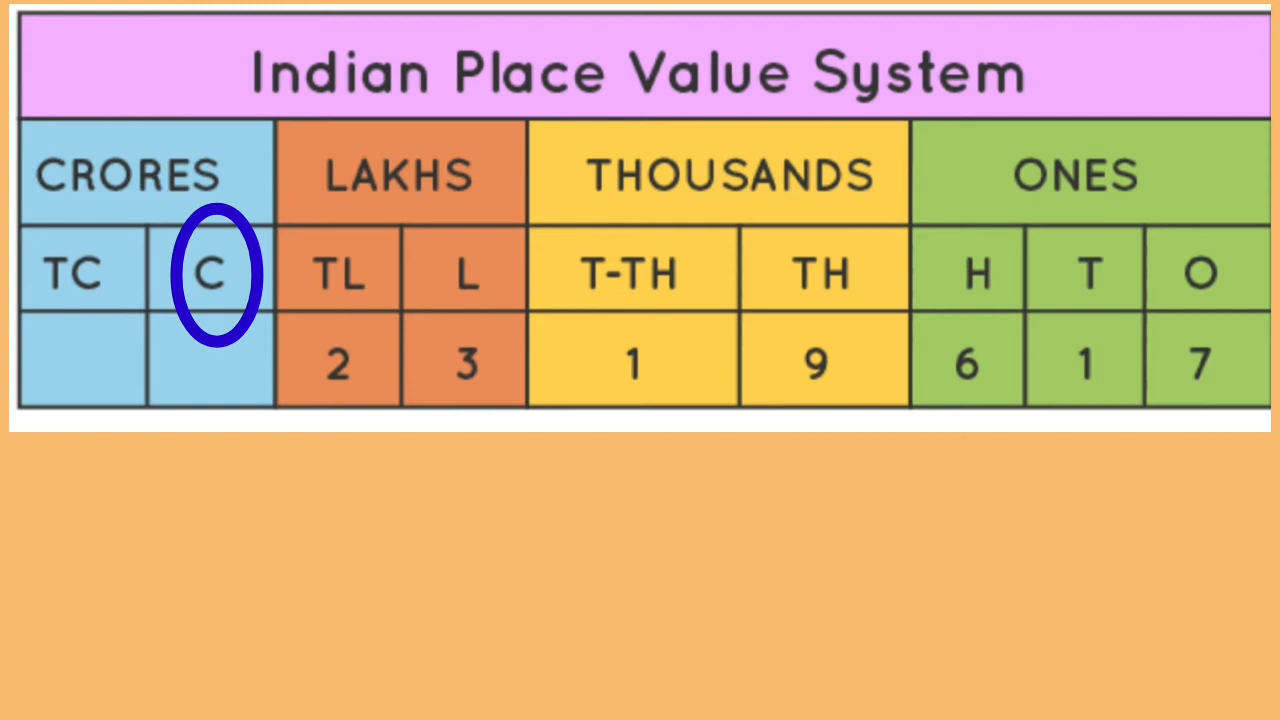 Indian Place Value System
CRORES LAKHS THOUSANDS ONES
TC C TL L T-TH TH H T O
2 3 1 9 6 1 7